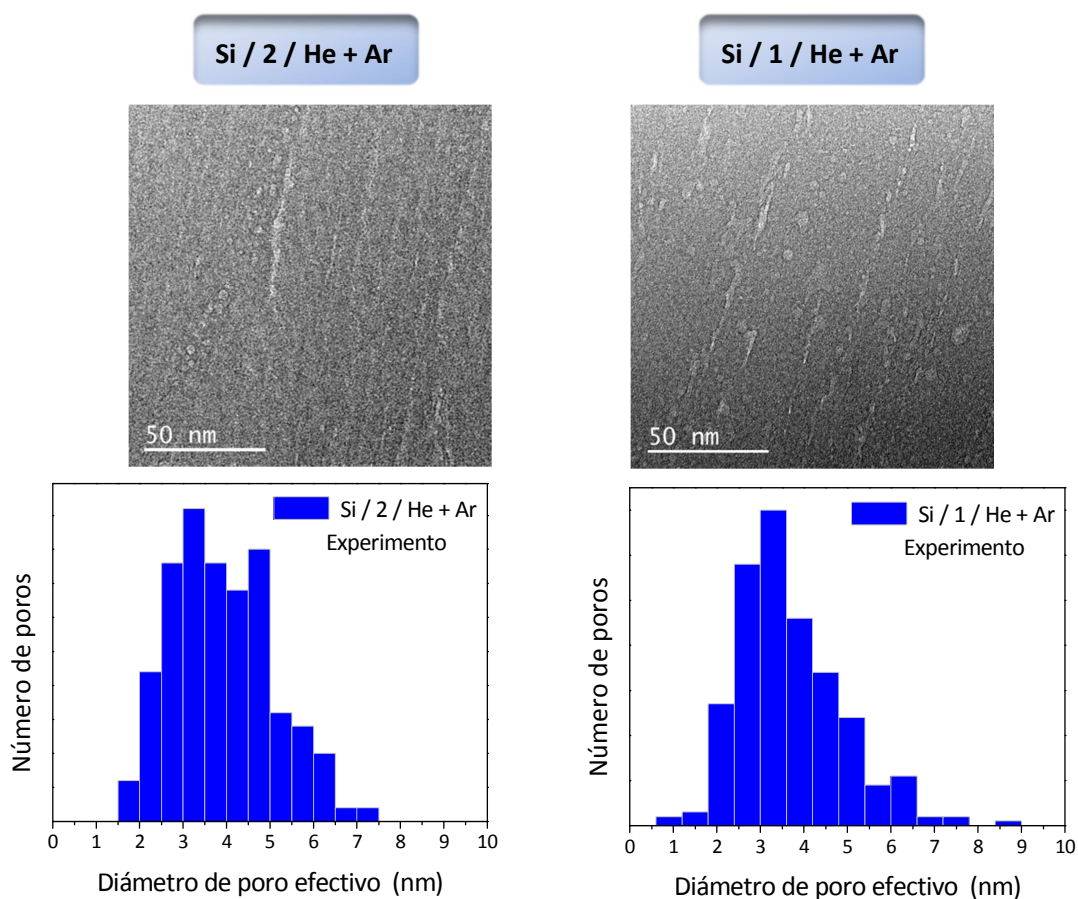 Si / 2 / He + Ar
Si / 1 / He + Ar
50 nm
50 nm
Si / 2 / He + Ar
Experimento
Número de poros
0 1 2 3 4 5 6 7 8 9 10
Diámetro de poro efectivo (nm)
Si / 1 / He + Ar
Experimento
Número de poros
0 1 2 3 4 5 6 7 8 9 10
Diámetro de poro efectivo (nm)